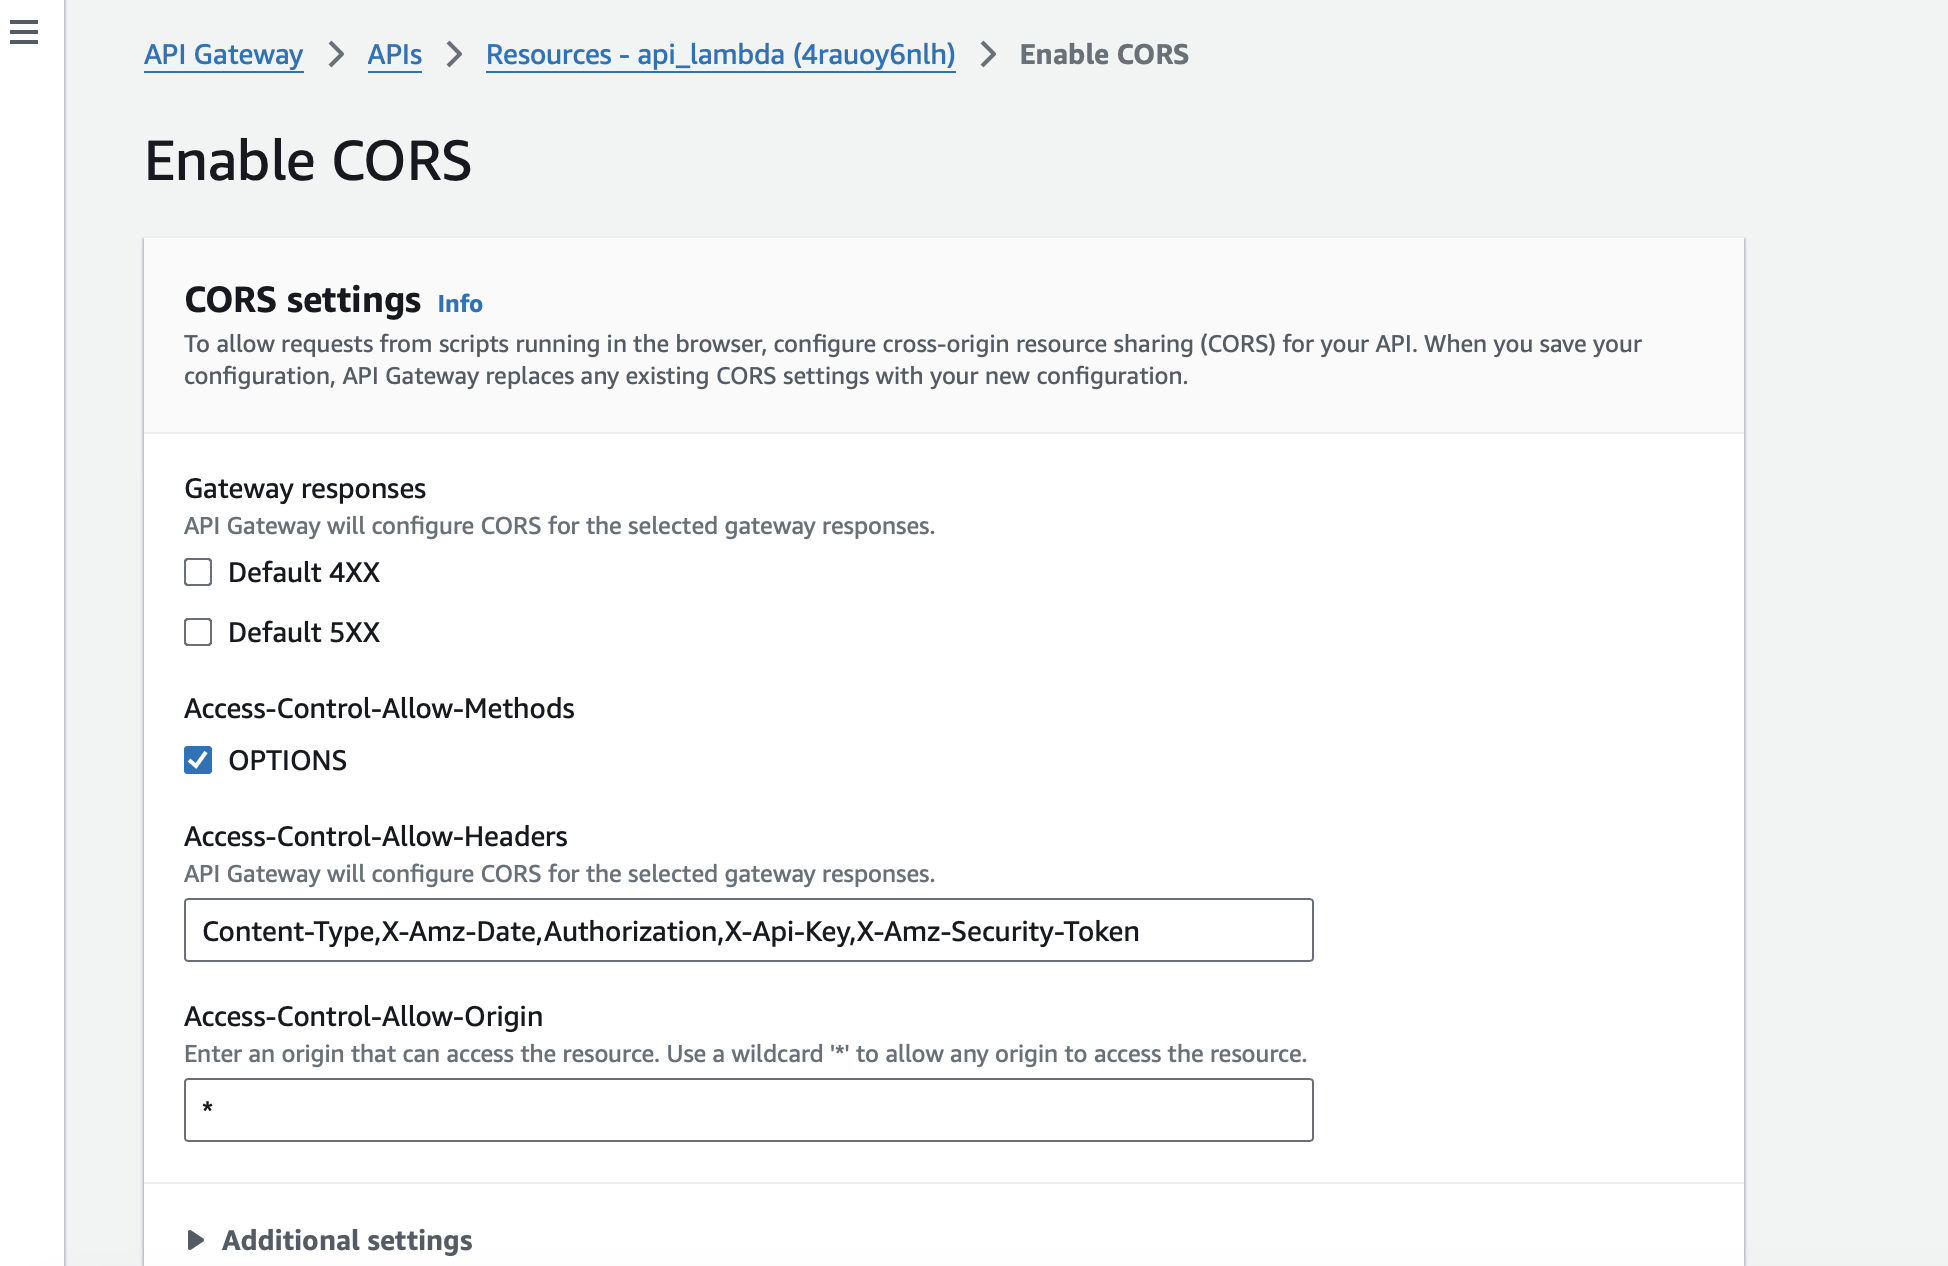 API Gateway > APIs > Resources - api_lambda (4rauoy6nlh) > Enable CORS
Enable CORS
CORS settings Info
To allow requests from scripts running in the browser, configure cross-origin resource sharing (CORS) for your API. When you save your
configuration, API Gateway replaces any existing CORS settings with your new configuration.
Gateway responses
API Gateway will configure CORS for the selected gateway responses.
Default 4XX
Default 5XX
Access-Control-Allow-Methods
OPTIONS
Access-Control-Allow-Headers
API Gateway will configure CORS for the selected gateway responses.
Content-Type,X-Amz-Date,Authorization,X-Api-Key,X-Amz-Security-Token
Access-Control-Allow-Origin
Enter an origin that can access the resource. Use a wildcard '*' to allow any origin to access the resource.
*
Additional settings